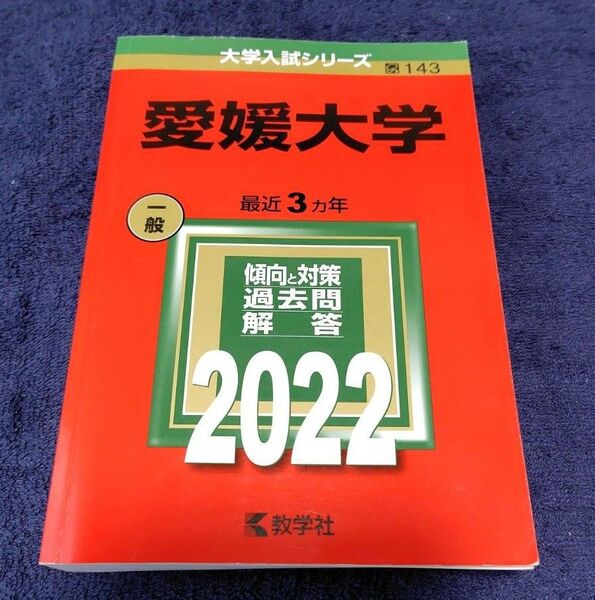 大学入試シリーズ
143
愛媛大学
最近3ヵ年
一般
傾向と対策
過去問
解答
2022
教学社